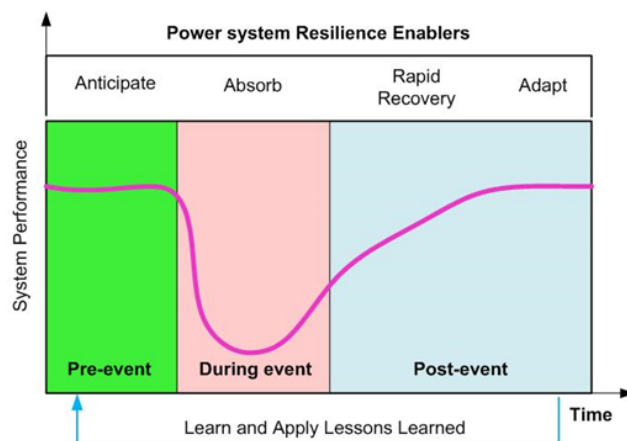 Power system Resilience Enablers
Anticipate
Absorb
Rapid
Recovery
Adapt
System Performance
Pre-event
During event
Post-event
Time
Learn and Apply Lessons Learned